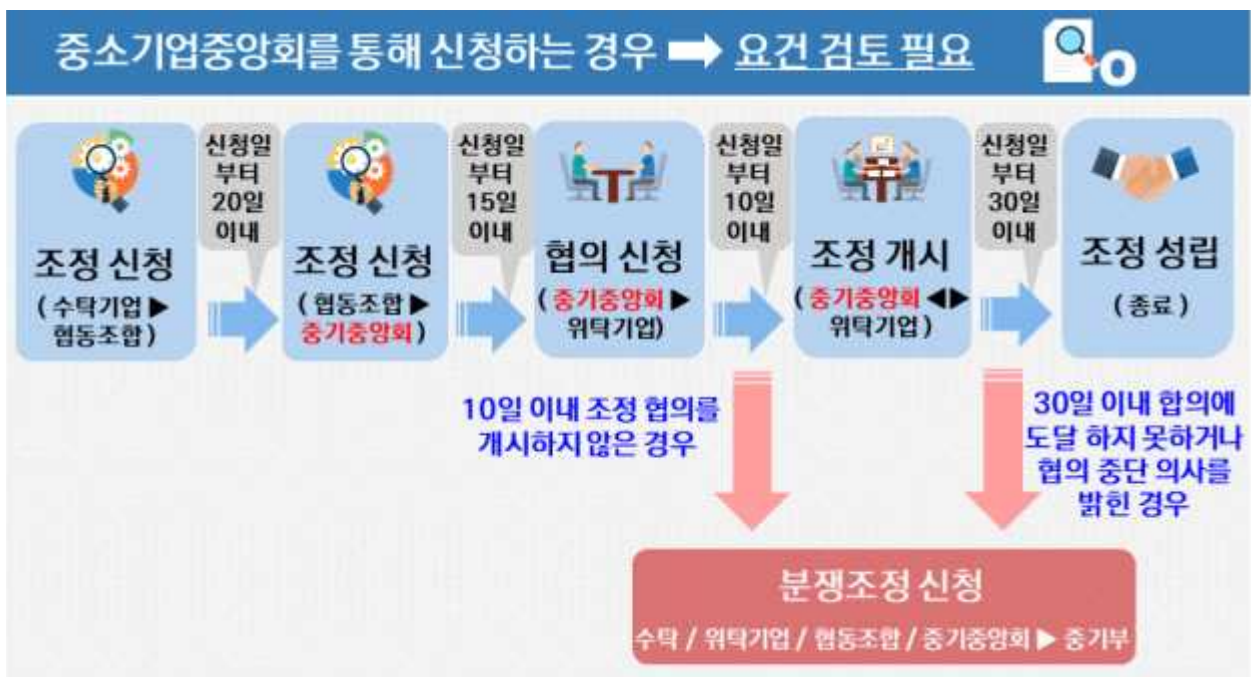 중소기업중앙회를 통해 신청하는 경우 ➡ 요건 검토 필요
조정 신청
( 수탁기업 ▶
협동조합 )
신청일
부터
20일
이내
조정 신청
( 협동조합 ▶
중기중앙회 )
신청일
부터
15일
이내
협의 신청
( 중기중앙회 ▶
위탁기업)
신청일
부터
10일
이내
조정 개시
( 중기중앙회 ◀▶
위탁기업 )
신청일
부터
30일
이내
조정 성립
( 종료 )
10일 이내 조정 협의를
개시하지 않은 경우
30일 이내 합의에
도달 하지 못하거나
협의 중단 의사를
밝힌 경우
분쟁조정 신청
수탁 / 위탁기업 / 협동조합 / 중기중앙회 ▶ 중기부